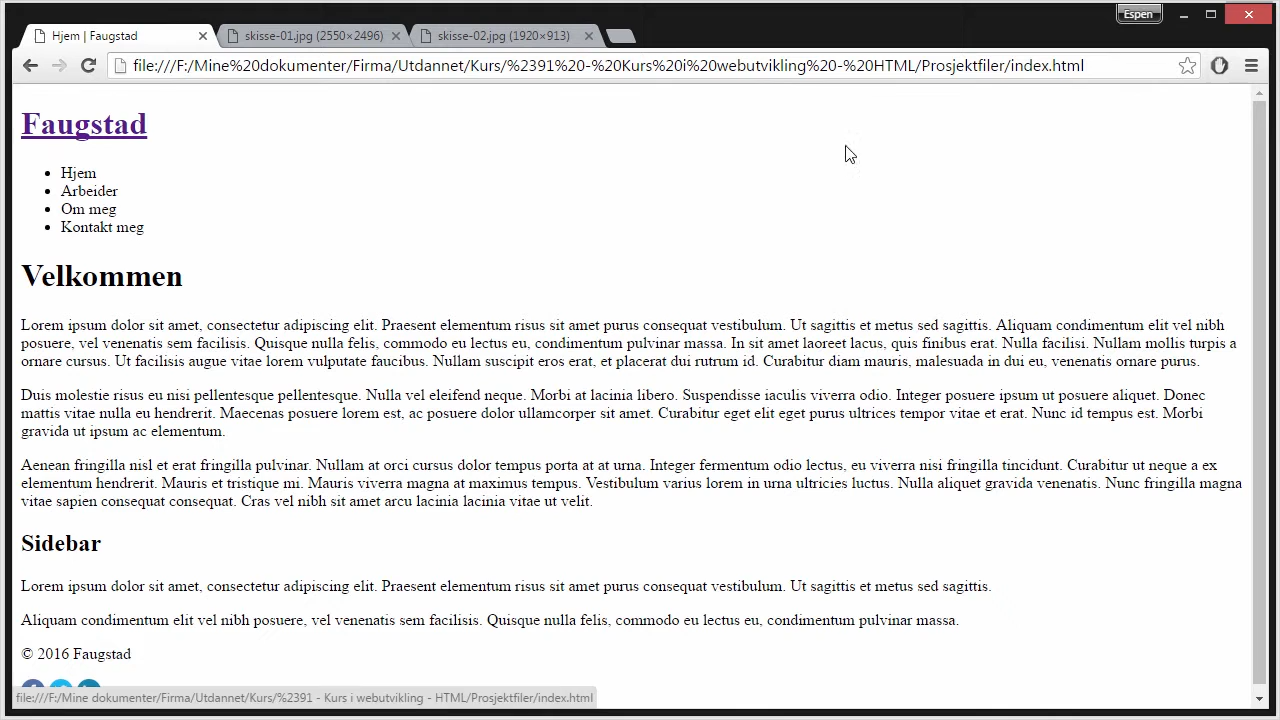 Espen
Hjem | Faugstad
skisse-01.jpg (2550×2496)
skisse-02.jpg (1920×913)
file:///F:/Mine%20dokumenter/Firma/Utdannet/Kurs/%2391%20-%20Kurs%20i%20webutvikling%20-%20HTML/Prosjektfiler/index.html
Faugstad
Hjem
Arbeider
Om meg
Kontakt meg
Velkommen
Lorem ipsum dolor sit amet, consectetur adipiscing elit. Praesent elementum risus sit amet purus consequat vestibulum. Ut sagittis et metus sed sagittis. Aliquam condimentum elit vel nibh
posuere, vel venenatis sem facilisis. Quisque nulla felis, commodo eu lectus eu, condimentum pulvinar massa. In sit amet laoreet lacus, quis finibus erat. Nulla facilisi. Nullam mollis turpis a
ornare cursus. Ut facilisis augue vitae lorem vulputate faucibus. Nullam suscipit eros erat, et placerat dui rutrum id. Curabitur diam mauris, malesuada in dui eu, venenatis ornare purus.
Duis molestie risus eu nisi pellentesque pellentesque. Nulla vel eleifend neque. Morbi at lacinia libero. Suspendisse iaculis viverra odio. Integer posuere ipsum ut posuere aliquet. Donec
mattis vitae nulla eu hendrerit. Maecenas posuere lorem est, ac posuere dolor ullamcorper sit amet. Curabitur eget elit eget purus ultrices tempor vitae et erat. Nunc id tempus est. Morbi
gravida ut ipsum ac elementum.
Aenean fringilla nisl et erat fringilla pulvinar. Nullam at orci cursus dolor tempus porta at at urna. Integer fermentum odio lectus, eu viverra nisi fringilla tincidunt. Curabitur ut neque a ex
elementum hendrerit. Mauris et tristique mi. Mauris viverra magna at maximus tempus. Vestibulum varius lorem in urna ultricies luctus. Nulla aliquet gravida venenatis. Nunc fringilla magna
vitae sapien consequat consequat. Cras vel nibh sit amet arcu lacinia lacinia vitae ut velit.
Sidebar
Lorem ipsum dolor sit amet, consectetur adipiscing elit. Praesent elementum risus sit amet purus consequat vestibulum. Ut sagittis et metus sed sagittis.
Aliquam condimentum elit vel nibh posuere, vel venenatis sem facilisis. Quisque nulla felis, commodo eu lectus eu, condimentum pulvinar massa.
© 2016 Faugstad
file:///F:/Mine dokumenter/Firma/Utdannet/Kurs/%2391 - Kurs i webutvikling - HTML/Prosjektfiler/index.html